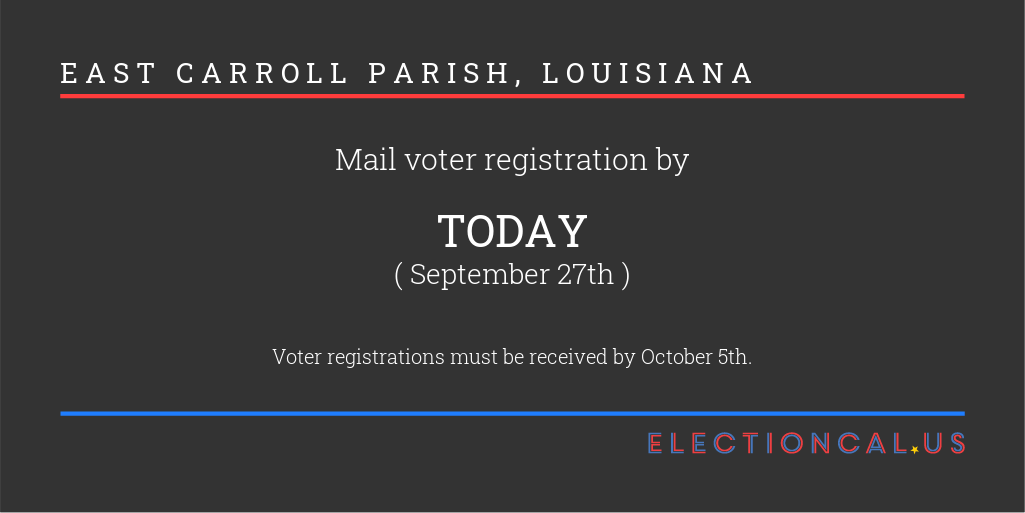 EAST CARROLL PARISH, LOUISIANA
Mail voter registration by
TODAY
( September 27th )
Voter registrations must be received by October 5th.
ELECTIONCAL.US